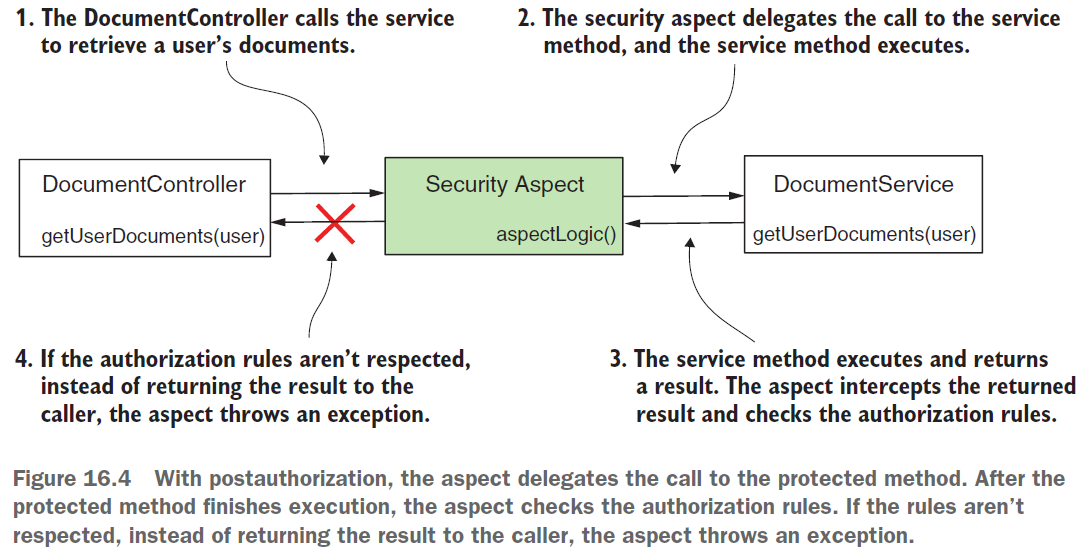 1. The DocumentController calls the service
to retrieve a user’s documents.
2. The security aspect delegates the call to the service
method, and the service method executes.
DocumentController
getUserDocuments(user)
Security Aspect
aspectLogic()
DocumentService
getUserDocuments(user)
4. If the authorization rules aren’t respected,
instead of returning the result to the
caller, the aspect throws an exception.
3. The service method executes and returns
a result. The aspect intercepts the returned
result and checks the authorization rules.
Figure 16.4 With postauthorization, the aspect delegates the call to the protected method. After the
protected method finishes execution, the aspect checks the authorization rules. If the rules aren’t
respected, instead of returning the result to the caller, the aspect throws an exception.